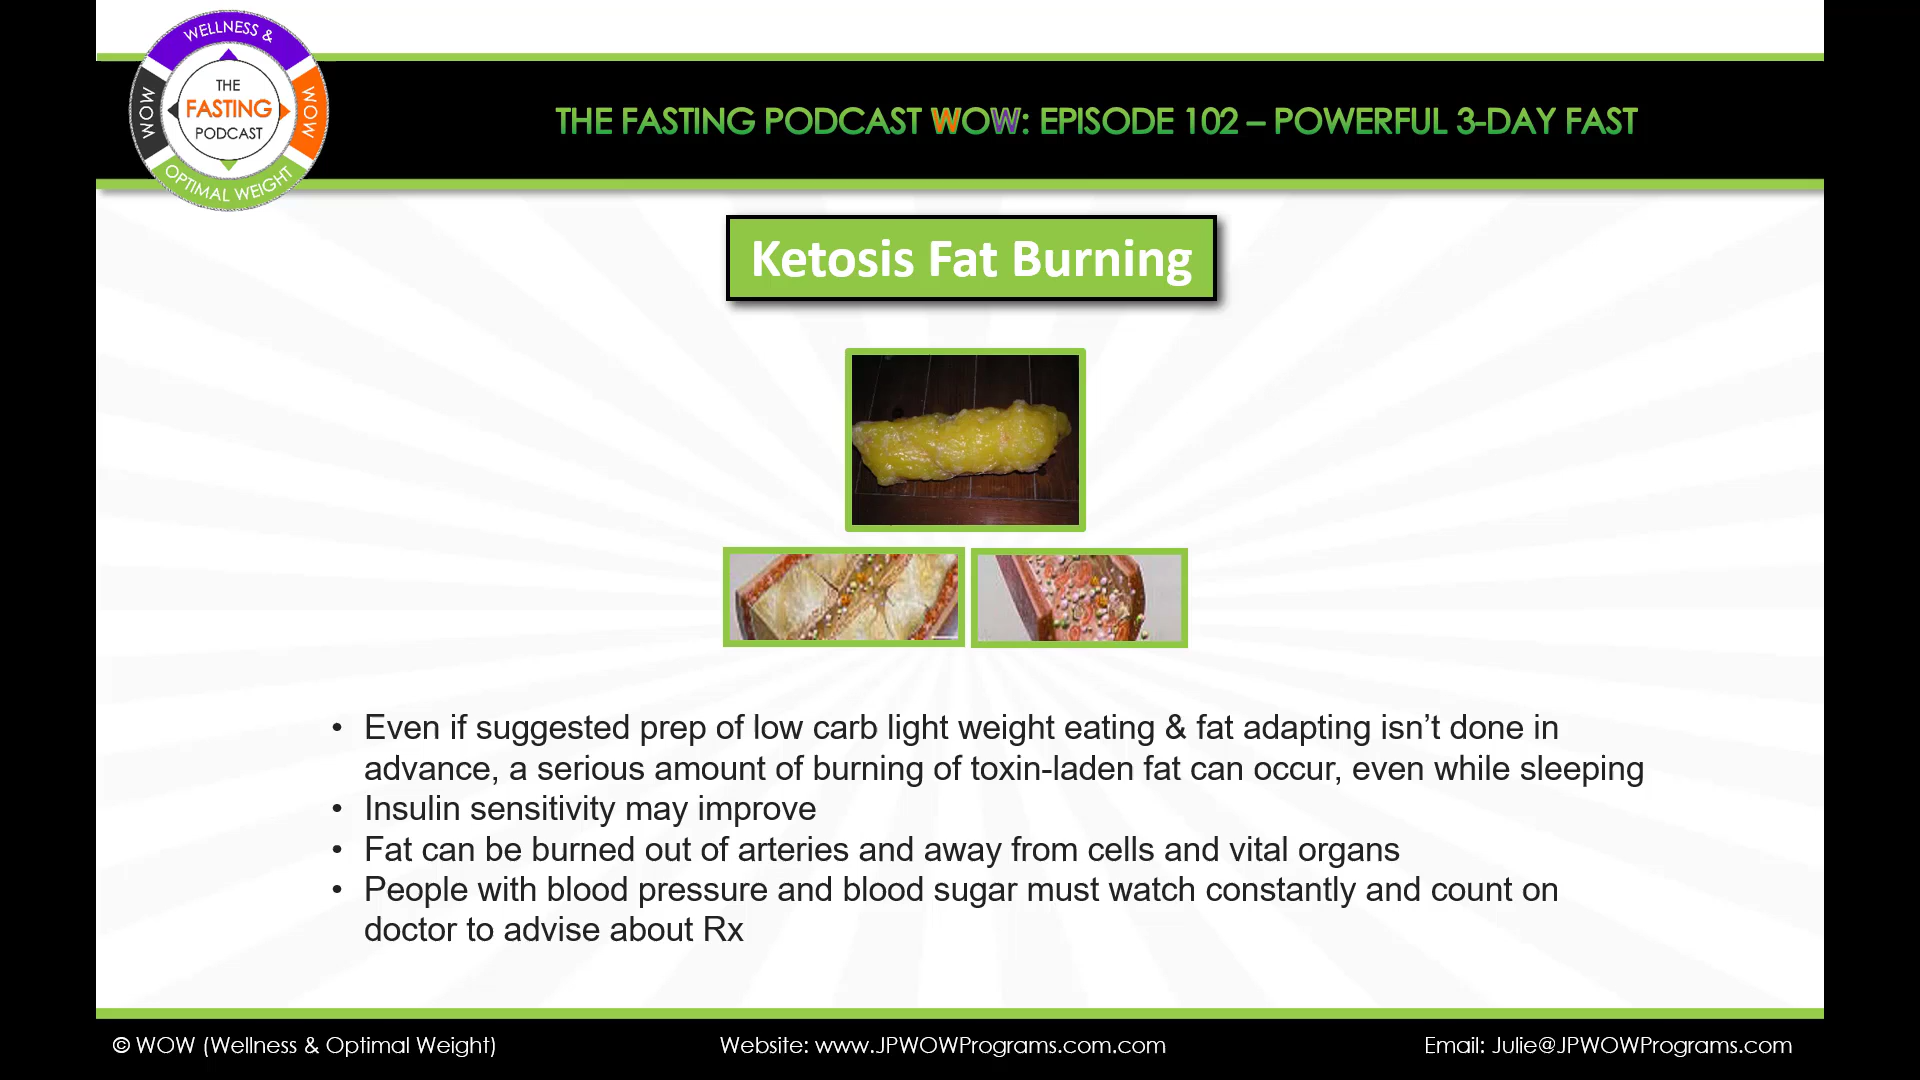 WELLNESS &
WOW
THE
FASTING
PODCAST
WOW
OPTIMAL WEIGHT
THE FASTING PODCAST WOW: EPISODE 102 – POWERFUL 3-DAY FAST
Ketosis Fat Burning
• Even if suggested prep of low carb light weight eating & fat adapting isn’t done in
advance, a serious amount of burning of toxin-laden fat can occur, even while sleeping
• Insulin sensitivity may improve
• Fat can be burned out of arteries and away from cells and vital organs
• People with blood pressure and blood sugar must watch constantly and count on
doctor to advise about Rx
© WOW (Wellness & Optimal Weight)
Website: www.JPWOWPrograms.com.com
Email: Julie@JPWOWPrograms.com